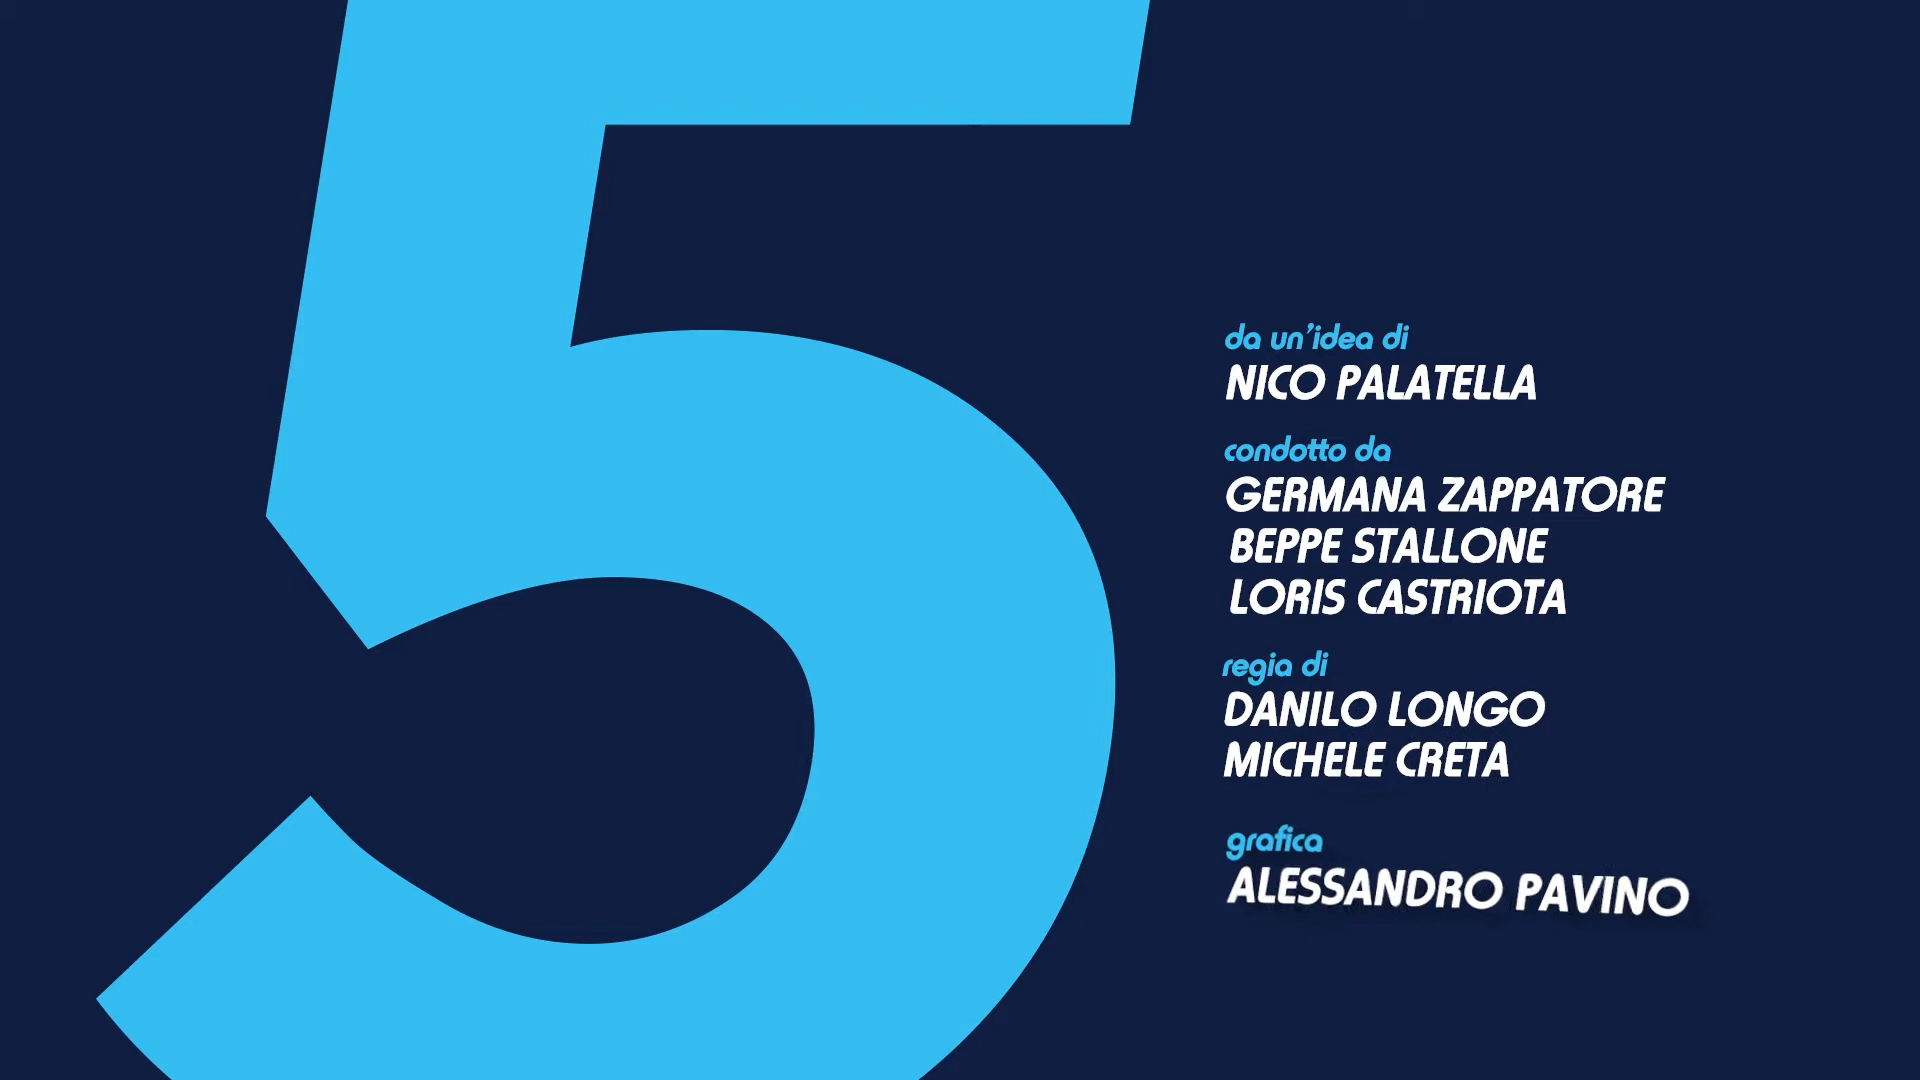 5
da un'idea di
NICO PALATELLA
condotto da
GERMANA ZAPPATORE
BEPPE STALLONE
LORIS CASTRIOTA
regia di
DANILO LONGO
MICHELE CRETA
grafica
ALESSANDRO PAVINO